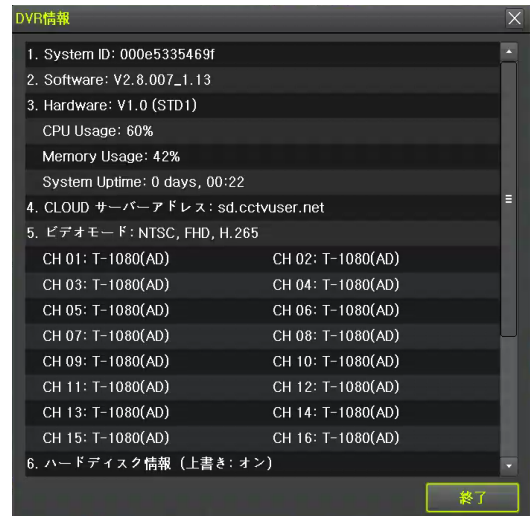 DVR情報
1. System ID: 000e5335469f
2. Software: V2.8.007_1.13
3. Hardware: V1.0 (STD1)
CPU Usage: 60%
Memory Usage: 42%
System Uptime: 0 days, 00:22
4. CLOUD サーバーアドレス: sd.cctvuser.net
5. ビデオモード: NTSC, FHD, H.265
CH 01: T-1080(AD) CH 02: T-1080(AD)
CH 03: T-1080(AD) CH 04: T-1080(AD)
CH 05: T-1080(AD) CH 06: T-1080(AD)
CH 07: T-1080(AD) CH 08: T-1080(AD)
CH 09: T-1080(AD) CH 10: T-1080(AD)
CH 11: T-1080(AD) CH 12: T-1080(AD)
CH 13: T-1080(AD) CH 14: T-1080(AD)
CH 15: T-1080(AD) CH 16: T-1080(AD)
6. ハードディスク情報 (上書き: オン)
終了